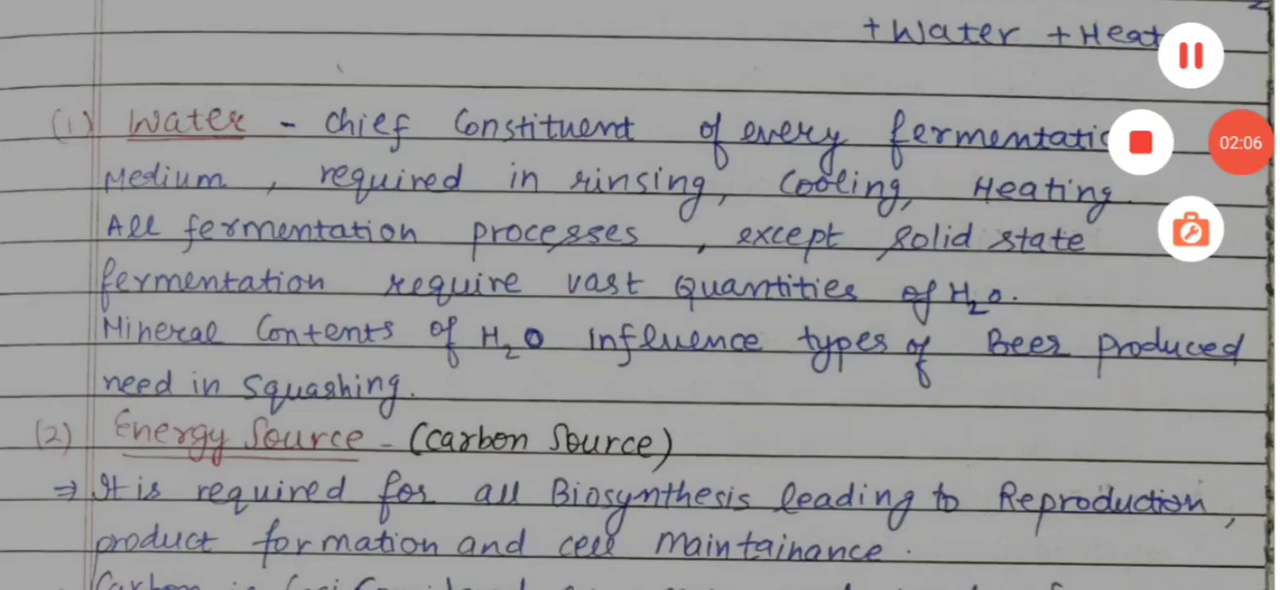 + Water + Heat
(1) Water - Chief Constituent of every fermentatio
Medium, required in rinsing, Cooling, Heating.
All fermentation processes, except solid state
fermentation require vast quantities of H₂O.
Mineral Contents of H₂O influence types of Beer produced
need in squashing.
02:06
(2) Energy Source - (Carbon Source)
⇒ It is required for all Biosynthesis leading to Reproduction,
product formation and cell maintainance.